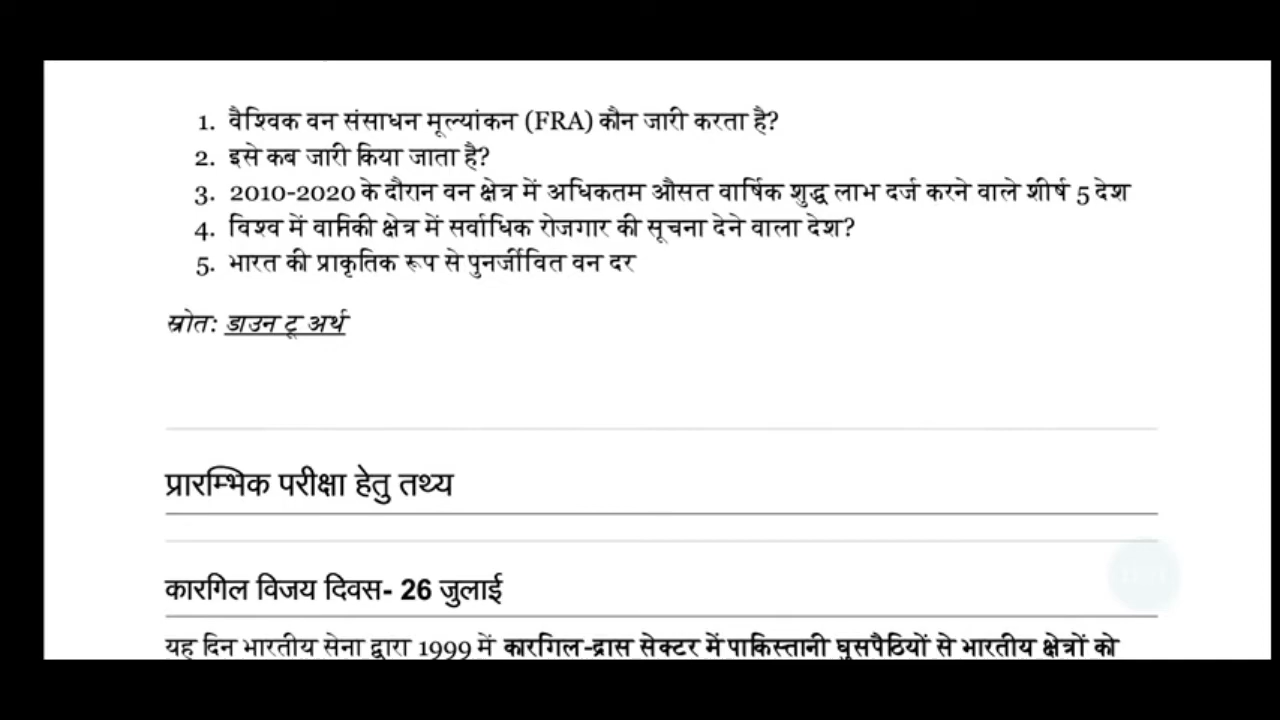 1. वैश्विक वन संसाधन मूल्यांकन (FRA) कौन जारी करता है?
2. इसे कब जारी किया जाता है?
3. 2010-2020 के दौरान वन क्षेत्र में अधिकतम औसत वार्षिक शुद्ध लाभ दर्ज करने वाले शीर्ष 5 देश
4. विश्व में वानिकी क्षेत्र में सर्वाधिक रोजगार की सूचना देने वाला देश?
5. भारत की प्राकृतिक रूप से पुनर्जीवित वन दर
स्रोत: डाउन टू अर्थ
प्रारम्भिक परीक्षा हेतु तथ्य
कारगिल विजय दिवस- 26 जुलाई
यह दिन भारतीय सेना द्वारा 1999 में कारगिल-द्रास सेक्टर में पाकिस्तानी घुसपैठियों से भारतीय क्षेत्रों को